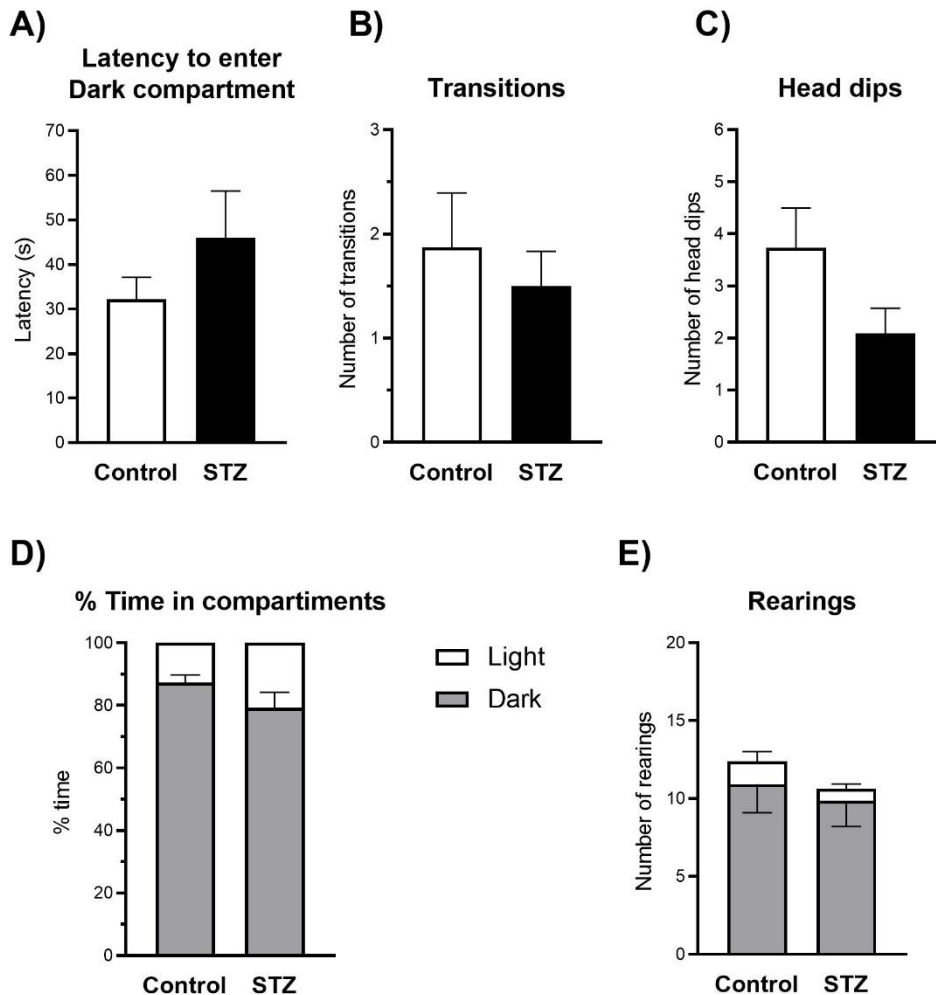 A)
Latency to enter
Dark compartment
Latency (s)
70
60
50
40
30
20
10
0
Control STZ
B)
Transitions
Number of transitions
3
2
1
0
Control STZ
C)
Head dips
Number of head dips
6
5
4
3
2
1
0
Control STZ
D)
% Time in compartiments
% time
100
80
60
40
20
0
Control STZ
Light
Dark
E)
Rearings
Number of rearings
20
15
10
5
0
Control STZ